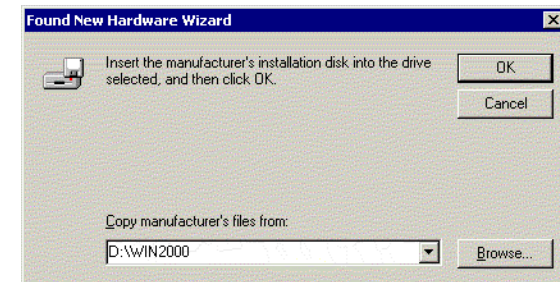 Found New Hardware Wizard
Insert the manufacturer's installation disk into the drive
selected, and then click OK.
OK
Cancel
Copy manufacturer's files from:
D:\WIN2000
Browse...